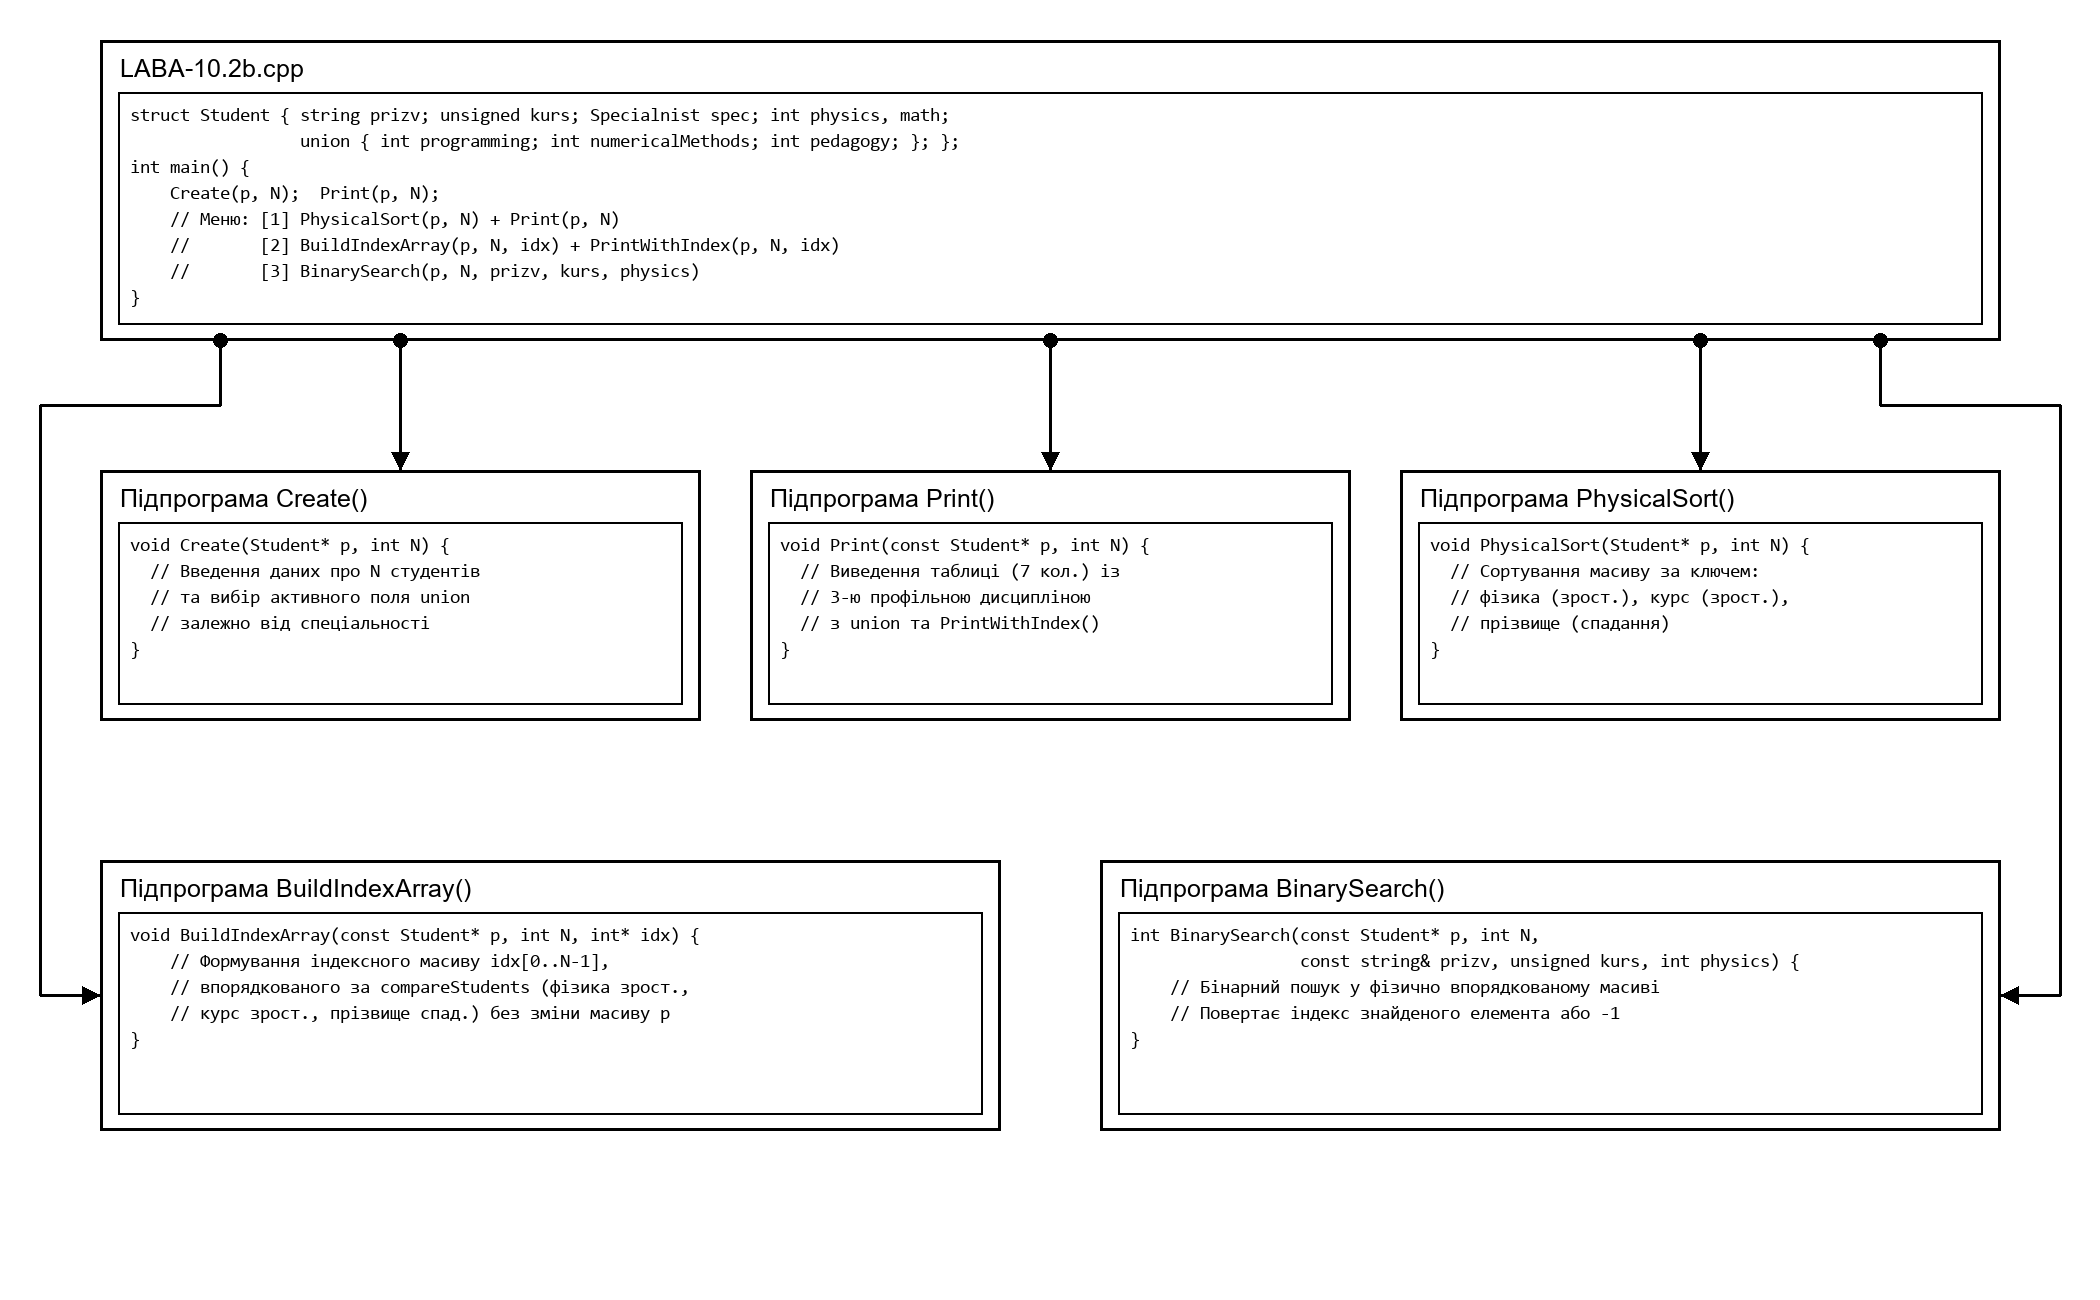 LABA-10.2b.cpp
struct Student { string prizv; unsigned kurs; Specialnist spec; int physics, math;
                 union { int programming; int numericalMethods; int pedagogy; }; };
int main() {
    Create(p, N);  Print(p, N);
    // Меню: [1] PhysicalSort(p, N) + Print(p, N)
    //       [2] BuildIndexArray(p, N, idx) + PrintWithIndex(p, N, idx)
    //       [3] BinarySearch(p, N, prizv, kurs, physics)
}
Підпрограма Create()
void Create(Student* p, int N) {
  // Введення даних про N студентів
  // та вибір активного поля union
  // залежно від спеціальності
}
Підпрограма Print()
void Print(const Student* p, int N) {
  // Виведення таблиці (7 кол.) із
  // 3-ю профільною дисципліною
  // з union та PrintWithIndex()
}
Підпрограма PhysicalSort()
void PhysicalSort(Student* p, int N) {
  // Сортування масиву за ключем:
  // фізика (зрост.), курс (зрост.),
  // прізвище (спадання)
}
Підпрограма BuildIndexArray()
void BuildIndexArray(const Student* p, int N, int* idx) {
    // Формування індексного масиву idx[0..N-1],
    // впорядкованого за compareStudents (фізика зрост.,
    // курс зрост., прізвище спад.) без зміни масиву p
}
Підпрограма BinarySearch()
int BinarySearch(const Student* p, int N,
                 const string& prizv, unsigned kurs, int physics) {
    // Бінарний пошук у фізично впорядкованому масиві
    // Повертає індекс знайденого елемента або -1
}